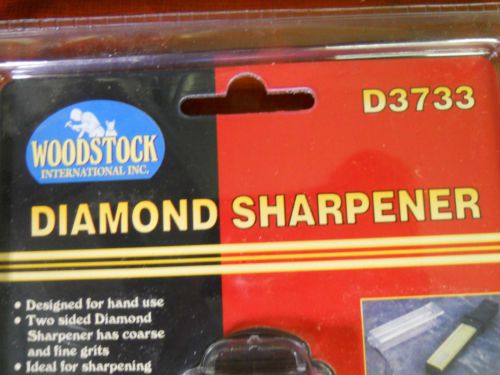 D3733
WOODSTOCK
INTERNATIONAL INC.
DIAMOND SHARPENER
• Designed for hand use
• Two sided Diamond
Sharpener has coarse
and fine grits
• Ideal for sharpening